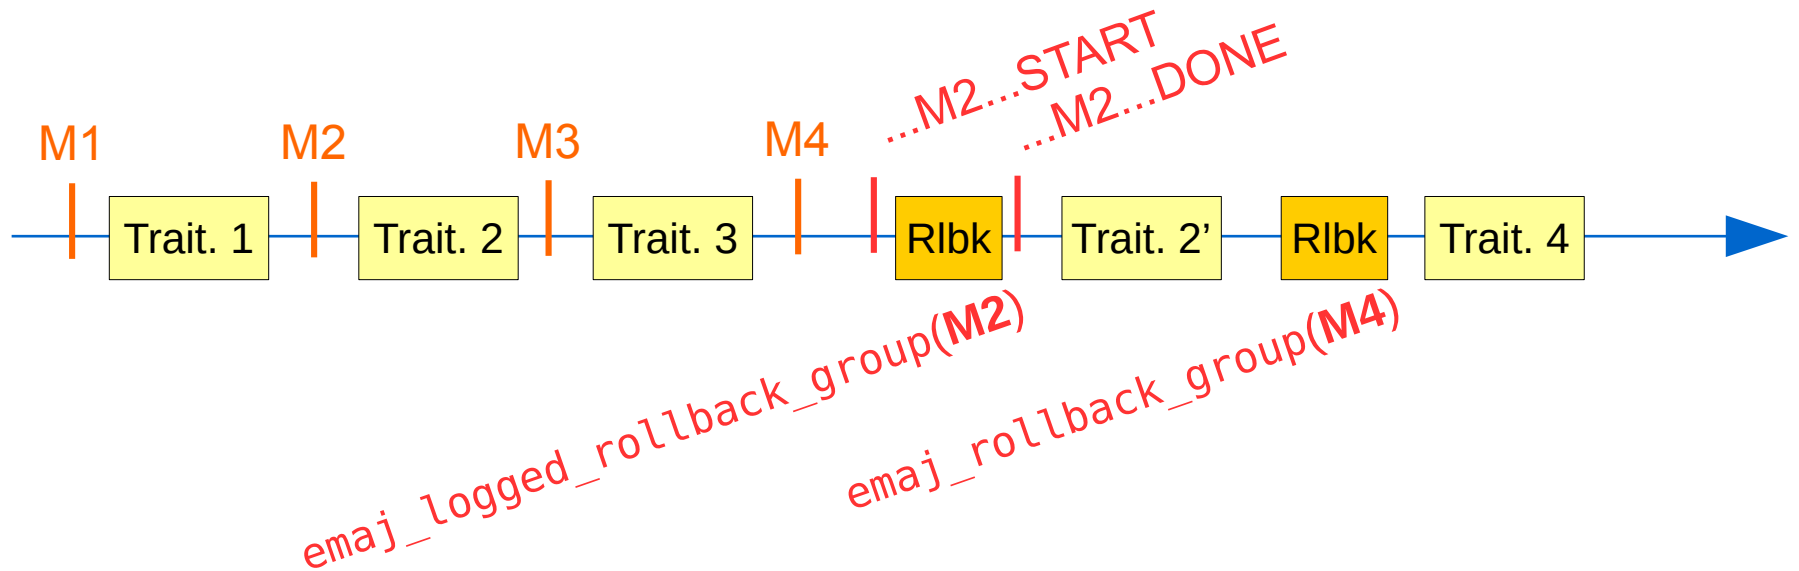 ...M2...START
...M2...DONE
M1
M2
M3
M4
Trait. 1
Trait. 2
Trait. 3
Rlbk
Trait. 2’
Rlbk
Trait. 4
emaj_logged_rollback_group(M2)
emaj_rollback_group(M4)